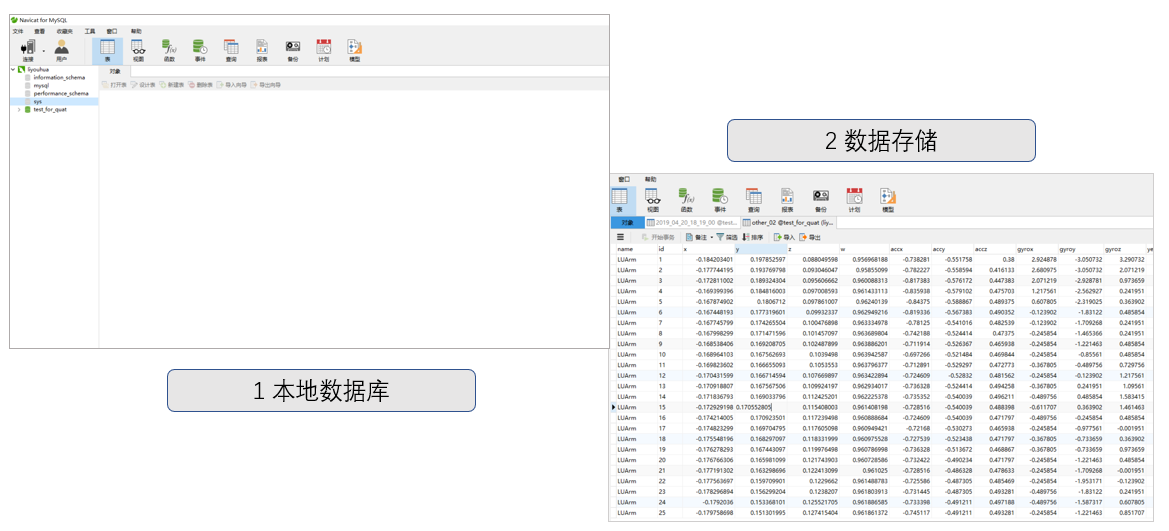 Navicat for MySQL
文件 查看 收藏夹 工具 窗口 帮助
连接 用户 表 视图 函数 事件 查询 报表 备份 计划 模型
liyouhua
对象
information_schema
打开表 设计表 新建表 删除表 导入向导 导出向导
mysql
performance_schema
sys
test_for_quat
1 本地数据库
2 数据存储
窗口 帮助
表 视图 函数 事件 查询 报表 备份 计划 模型
对象 2019_04_20_18_19_00 @test... other_02 @test_for_quat (liy...
开始事务 备注 筛选 排序 导入 导出
name id x y z w accx accy accz gyrox gyroy gyroz ye
LUArm 1 -0.184203401 0.197852597 0.088049598 0.956968188 -0.738281 -0.551758 0.38 2.924878 -3.050732 3.290732
LUArm 2 -0.177744195 0.193769798 0.093046047 0.95855099 -0.782227 -0.558594 0.416133 2.680975 -3.050732 2.071219
LUArm 3 -0.172811002 0.189324304 0.095606662 0.960088313 -0.817383 -0.576172 0.447383 2.071219 -2.928781 0.973659
LUArm 4 -0.169399396 0.184816003 0.097008593 0.961433113 -0.835938 -0.579102 0.475703 1.217561 -2.562927 0.241951
LUArm 5 -0.167874902 0.1806712 0.097861007 0.96240139 -0.84375 -0.588867 0.489375 0.607805 -2.319025 0.363902
LUArm 6 -0.167448193 0.177319601 0.09932337 0.962949216 -0.819336 -0.567383 0.490352 -0.123902 -1.83122 0.485854
LUArm 7 -0.167745799 0.174265504 0.100476898 0.963334978 -0.78125 -0.541016 0.482539 -0.123902 -1.709268 0.241951
LUArm 8 -0.167998299 0.171471596 0.101457097 0.963689804 -0.742188 -0.524414 0.47375 -0.245854 -1.465366 0.241951
LUArm 9 -0.168538406 0.169208705 0.102487899 0.963886201 -0.711914 -0.526367 0.465938 -0.245854 -1.221463 0.485854
LUArm 10 -0.168964103 0.167562693 0.1039498 0.963942587 -0.697266 -0.521484 0.469844 -0.245854 -0.85561 0.485854
LUArm 11 -0.169823602 0.166655093 0.1053553 0.963796377 -0.712891 -0.529297 0.472773 -0.367805 -0.489756 0.729756
LUArm 12 -0.170431599 0.166714594 0.107669897 0.963422894 -0.724609 -0.52832 0.481562 -0.245854 -0.123902 1.217561
LUArm 13 -0.170918807 0.167567506 0.109924197 0.962934017 -0.736328 -0.524414 0.494258 -0.367805 0.241951 1.09561
LUArm 14 -0.171836793 0.169033796 0.112425201 0.962225378 -0.735352 -0.540039 0.496211 -0.489756 0.485854 1.583415
LUArm 15 -0.172929198 0.170552805 0.115408003 0.961408198 -0.728516 -0.540039 0.488398 -0.611707 0.363902 1.461463
LUArm 16 -0.174214005 0.170923501 0.117239498 0.960888684 -0.724609 -0.540039 0.471797 -0.489756 -0.245854 0.485854
LUArm 17 -0.174823299 0.169704795 0.117605098 0.960949421 -0.72168 -0.530273 0.465938 -0.245854 -0.977561 -0.001951
LUArm 18 -0.175548196 0.168297097 0.118331999 0.960975528 -0.727539 -0.523438 0.471797 -0.367805 -0.733659 0.363902
LUArm 19 -0.176278293 0.167443097 0.119976498 0.960786998 -0.736328 -0.513672 0.468867 -0.367805 -0.733659 0.973659
LUArm 20 -0.176766306 0.165981099 0.121743903 0.960728586 -0.732422 -0.490234 0.471797 -0.245854 -1.221463 0.485854
LUArm 21 -0.177191302 0.163298696 0.122413099 0.961025 -0.728516 -0.486328 0.478633 -0.245854 -1.709268 -0.001951
LUArm 22 -0.177563697 0.159709901 0.1229662 0.961488783 -0.725586 -0.487305 0.485469 -0.245854 -1.953171 -0.123902
LUArm 23 -0.178296894 0.156299204 0.1238207 0.961803913 -0.731445 -0.487305 0.493281 -0.489756 -1.83122 0.241951
LUArm 24 -0.1792036 0.153368101 0.125521705 0.961886585 -0.733398 -0.491211 0.497188 -0.489756 -1.587317 0.607805
LUArm 25 -0.179758698 0.151301995 0.127415404 0.961861372 -0.745117 -0.491211 0.493281 -0.245854 -1.221463 0.851707